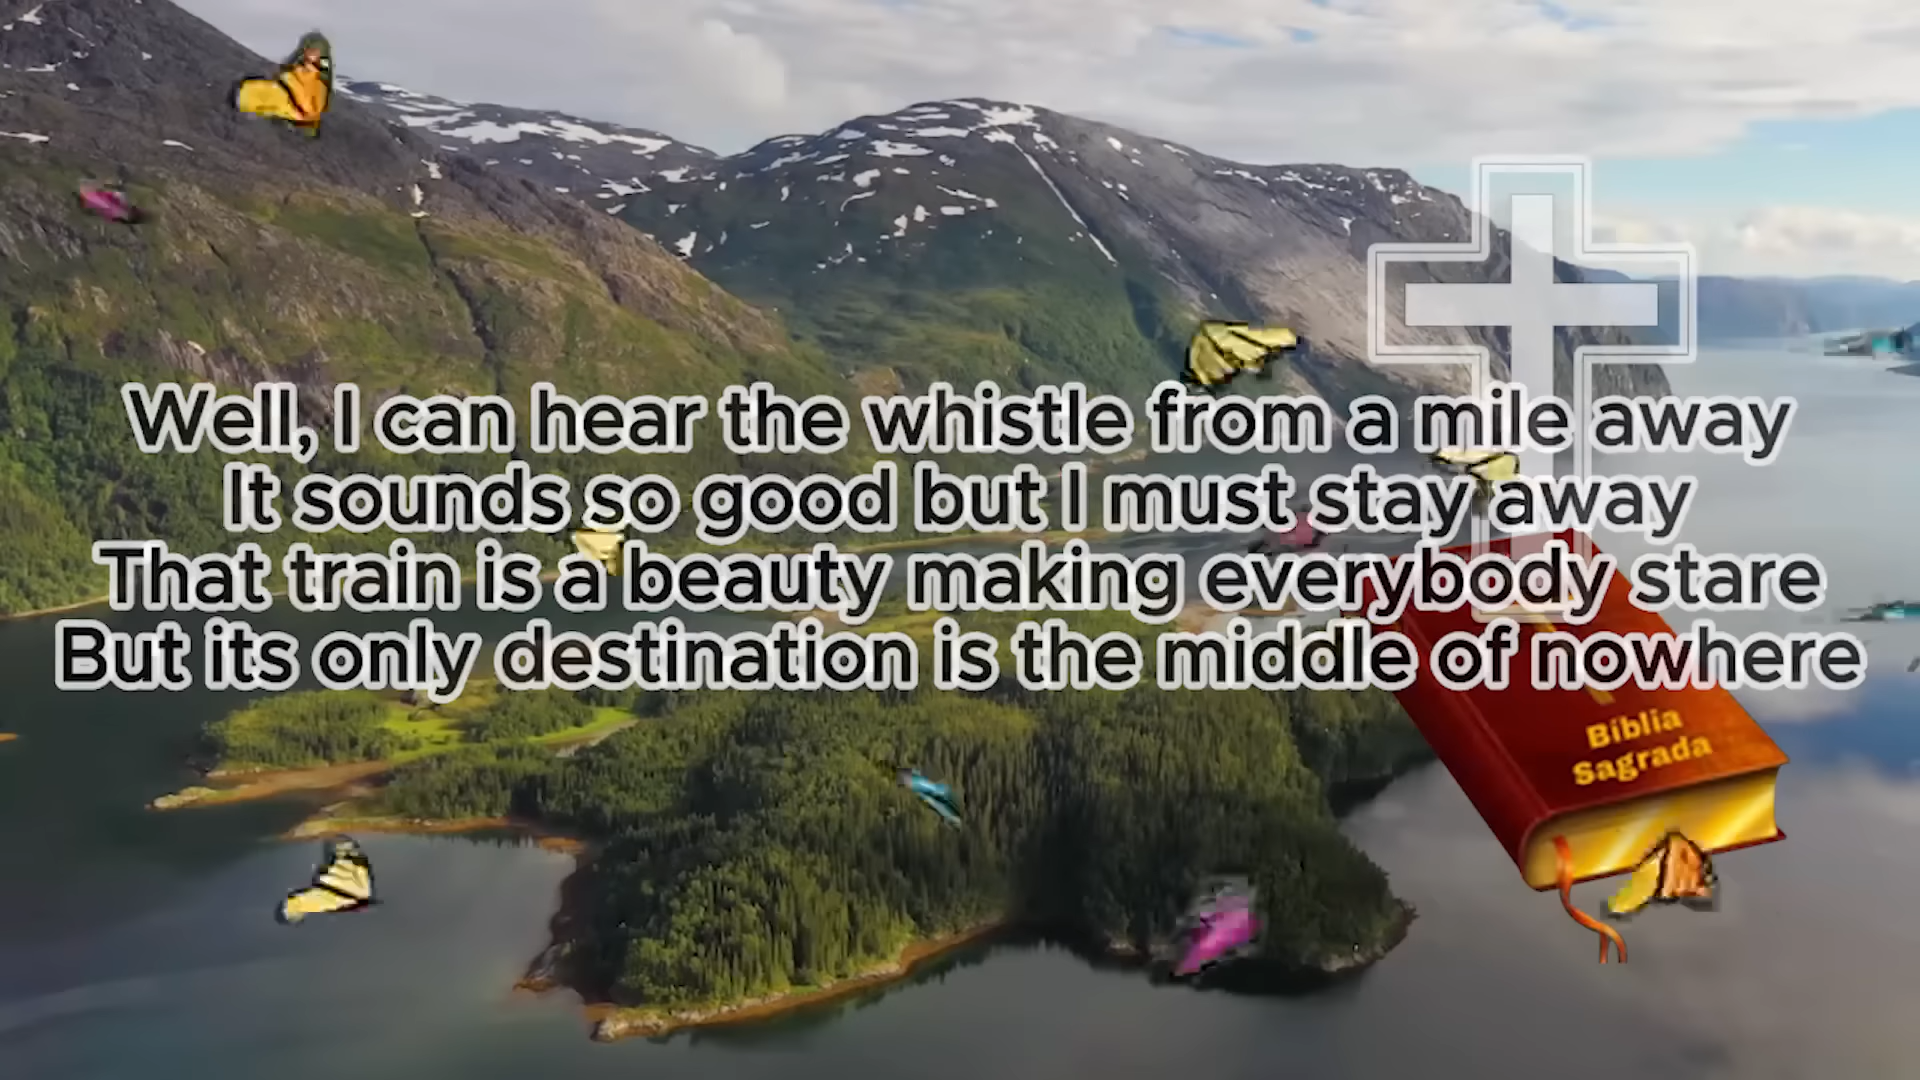 Well, I can hear the whistle from a mile away
It sounds so good but I must stay away
That train is a beauty making everybody stare
But its only destination is the middle of nowhere
Bíblia
Sagrada